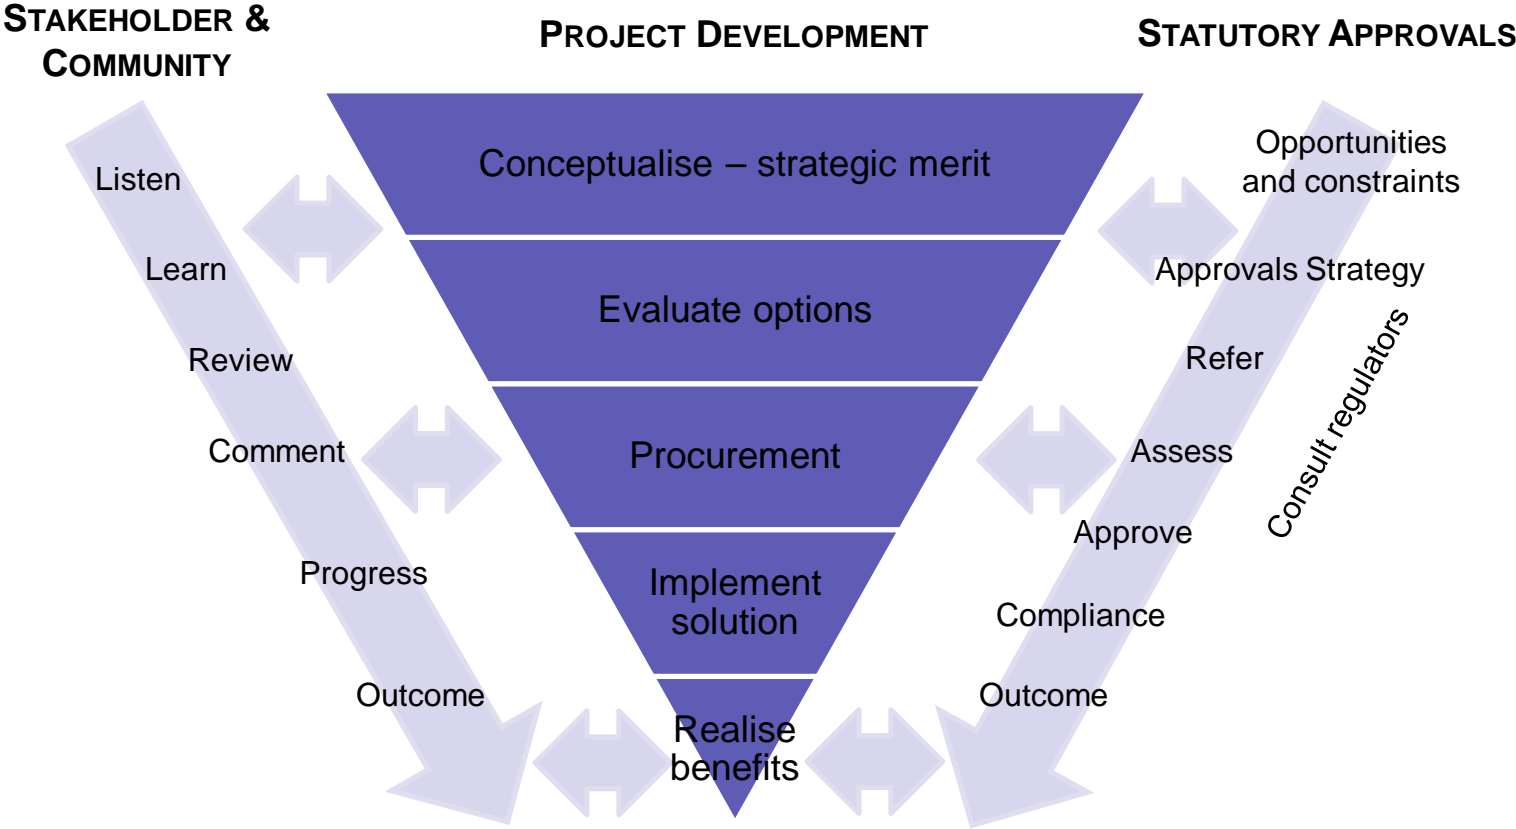 STAKEHOLDER &
COMMUNITY
PROJECT DEVELOPMENT
STATUTORY APPROVALS
Listen
Learn
Review
Comment
Progress
Outcome
Conceptualise – strategic merit
Evaluate options
Procurement
Implement
solution
Realise
benefits
Opportunities
and constraints
Approvals Strategy
Refer
Assess
Approve
Compliance
Outcome
Consult regulators